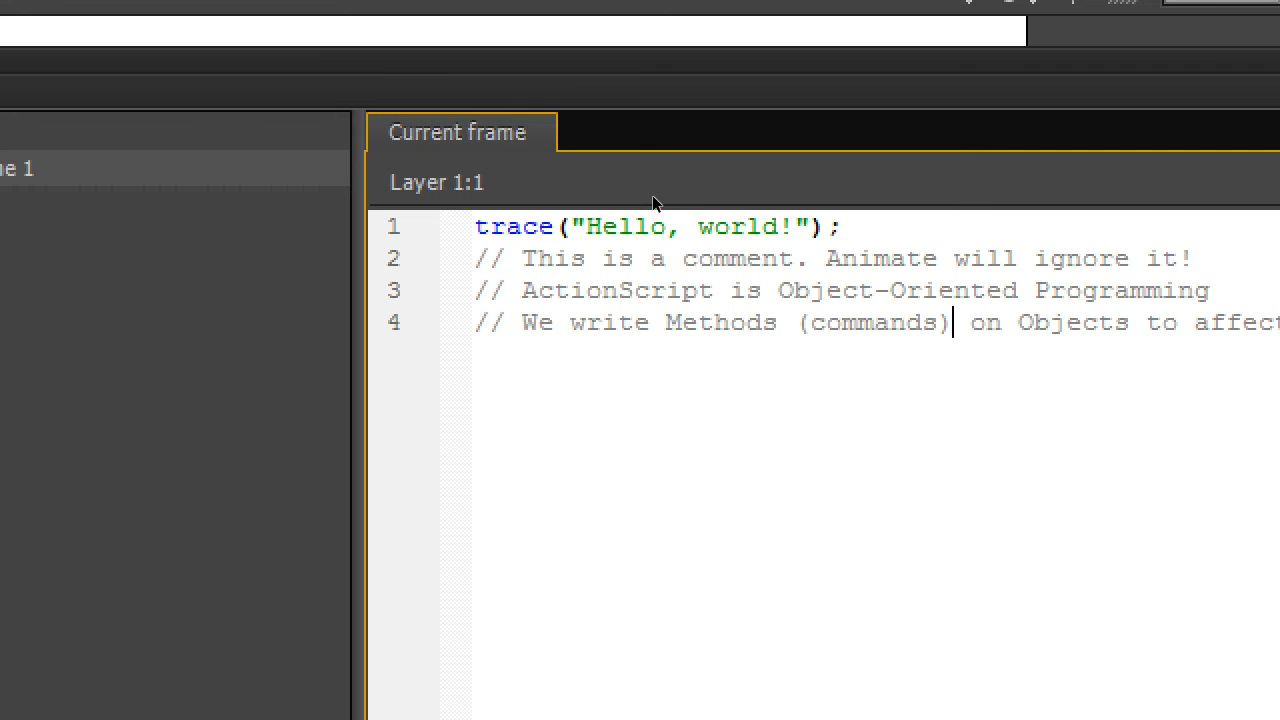 Current frame
1
Layer 1:1
1 trace("Hello, world!");
2 // This is a comment. Animate will ignore it!
3 // ActionScript is Object-Oriented Programming
4 // We write Methods (commands) on Objects to affect